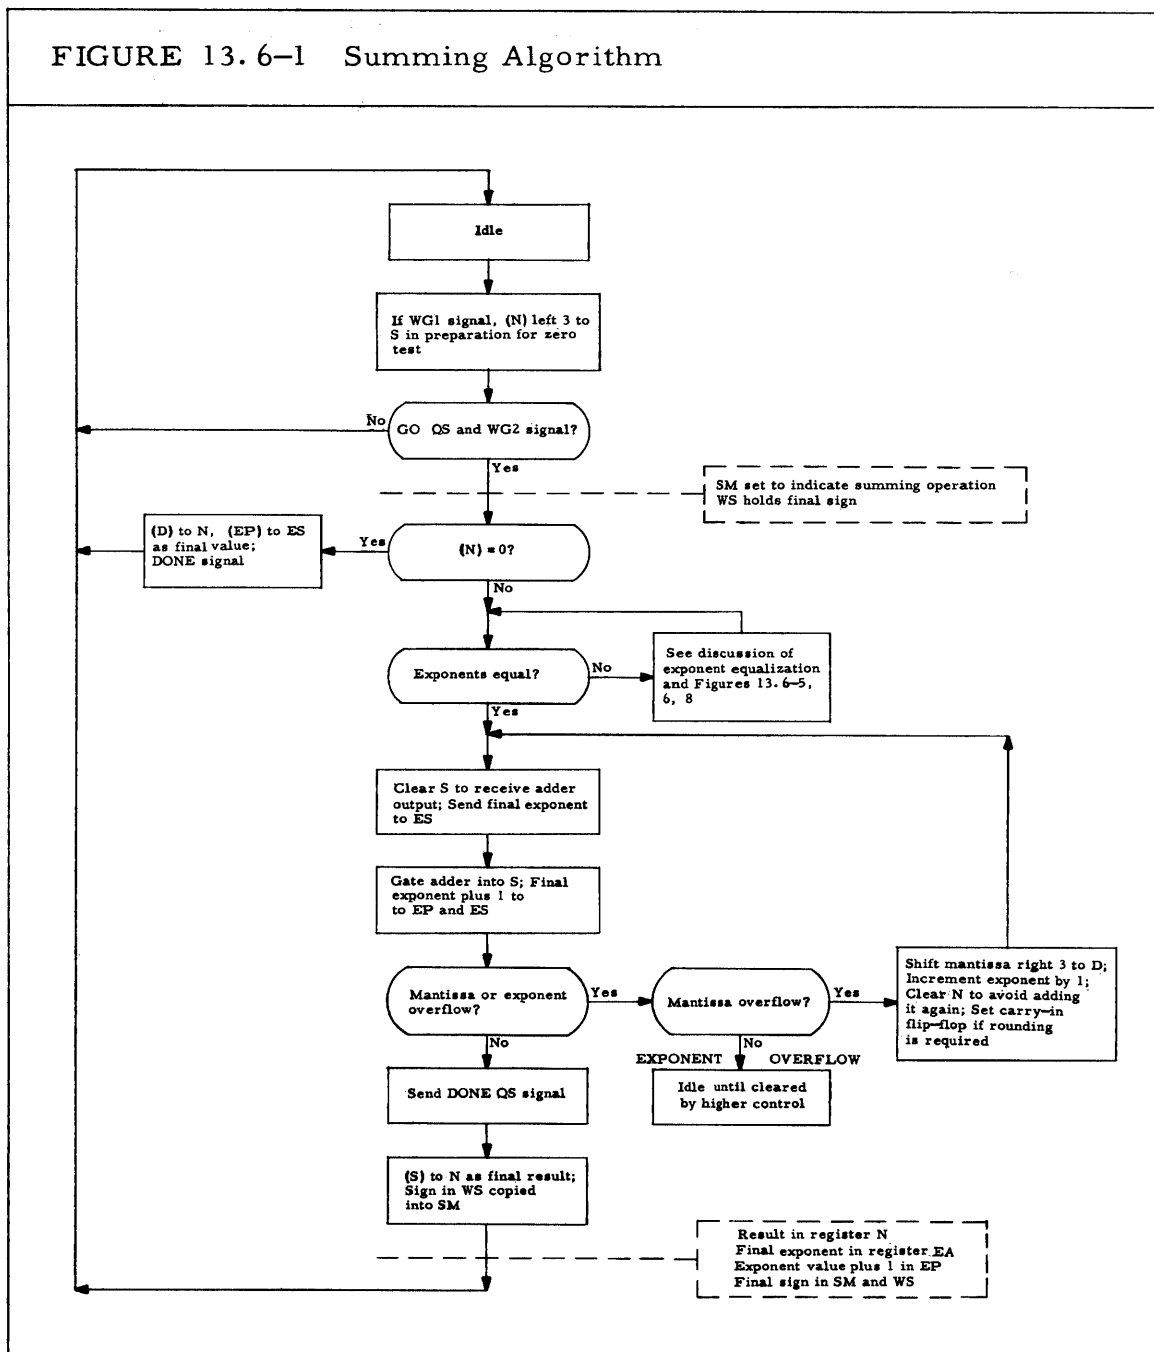 FIGURE 13.6-1 Summing Algorithm
Idle
If WG1 signal, (N) left 3 to
S in preparation for zero
test
No
GO QS and WG2 signal?
Yes
SM set to indicate summing operation
WS holds final sign
(D) to N, (EP) to ES
as final value;
DONE signal
Yes
(N) = 0?
No
Exponents equal?
No
See discussion of
exponent equalization
and Figures 13.6-5,
6, 8
Yes
Clear S to receive adder
output; Send final exponent
to ES
Gate adder into S; Final
exponent plus 1 to
to EP and ES
Mantissa or exponent
overflow?
Yes
Mantissa overflow?
Yes
Shift mantissa right 3 to D;
Increment exponent by 1;
Clear N to avoid adding
it again; Set carry-in
flip-flop if rounding
is required
No
No
EXPONENT OVERFLOW
Send DONE QS signal
Idle until cleared
by higher control
(S) to N as final result;
Sign in WS copied
into SM
Result in register N
Final exponent in register EA
Exponent value plus 1 in EP
Final sign in SM and WS